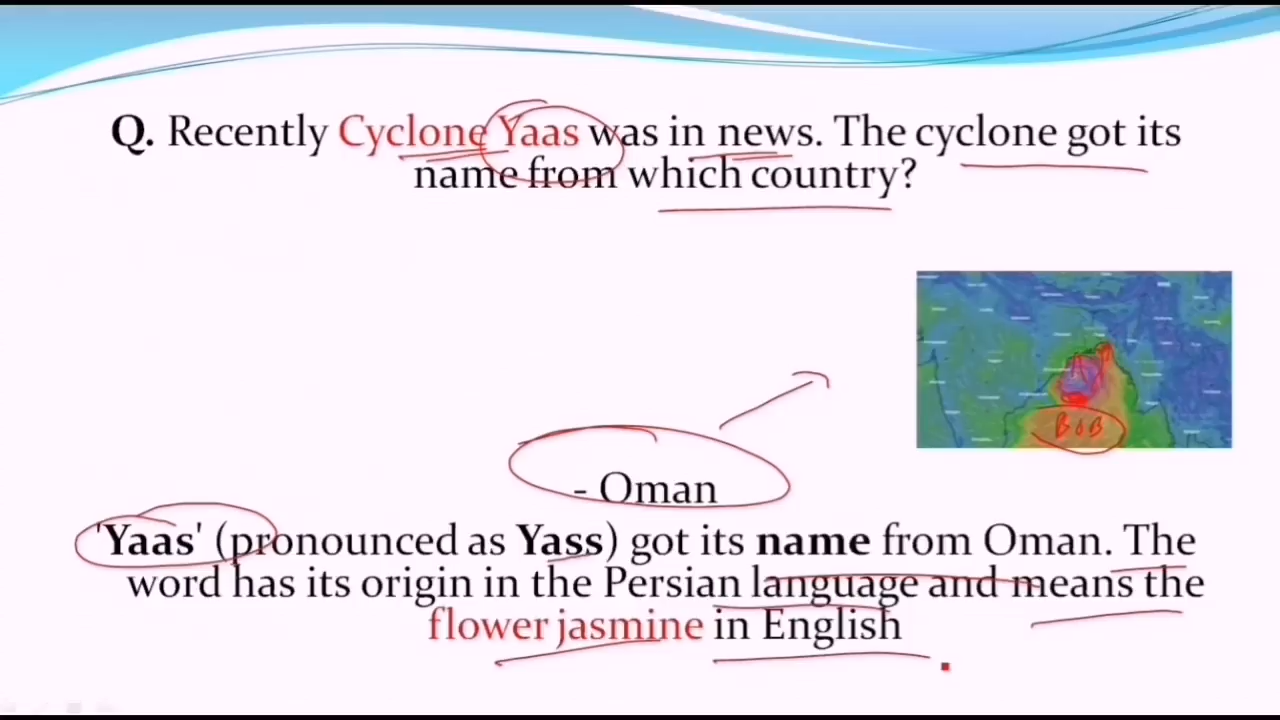 Q. Recently Cyclone Yaas was in news. The cyclone got its
name from which country?
BOB
- Oman
'Yaas' (pronounced as Yass) got its name from Oman. The
word has its origin in the Persian language and means the
flower jasmine in English